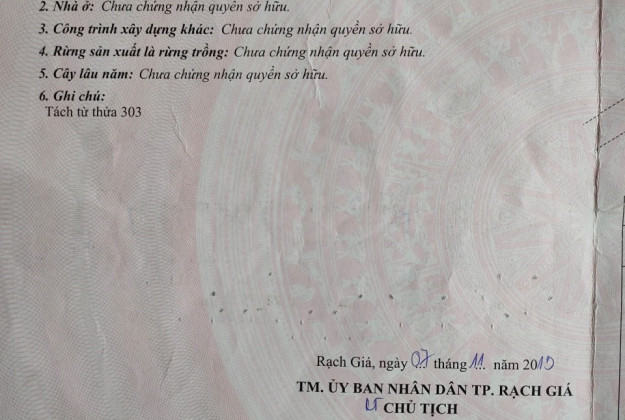 2. Nhà ở: Chưa chứng nhận quyền sở hữu.
3. Công trình xây dựng khác: Chưa chứng nhận quyền sở hữu.
4. Rừng sản xuất là rừng trồng: Chưa chứng nhận quyền sở hữu.
5. Cây lâu năm: Chưa chứng nhận quyền sở hữu.
6. Ghi chú:
Tách từ thửa 303
Rạch Giá, ngày 07 tháng 11 năm
TM. ỦY BAN NHÂN DÂN TP. RẠCH GIÁ
CHỦ TỊCH